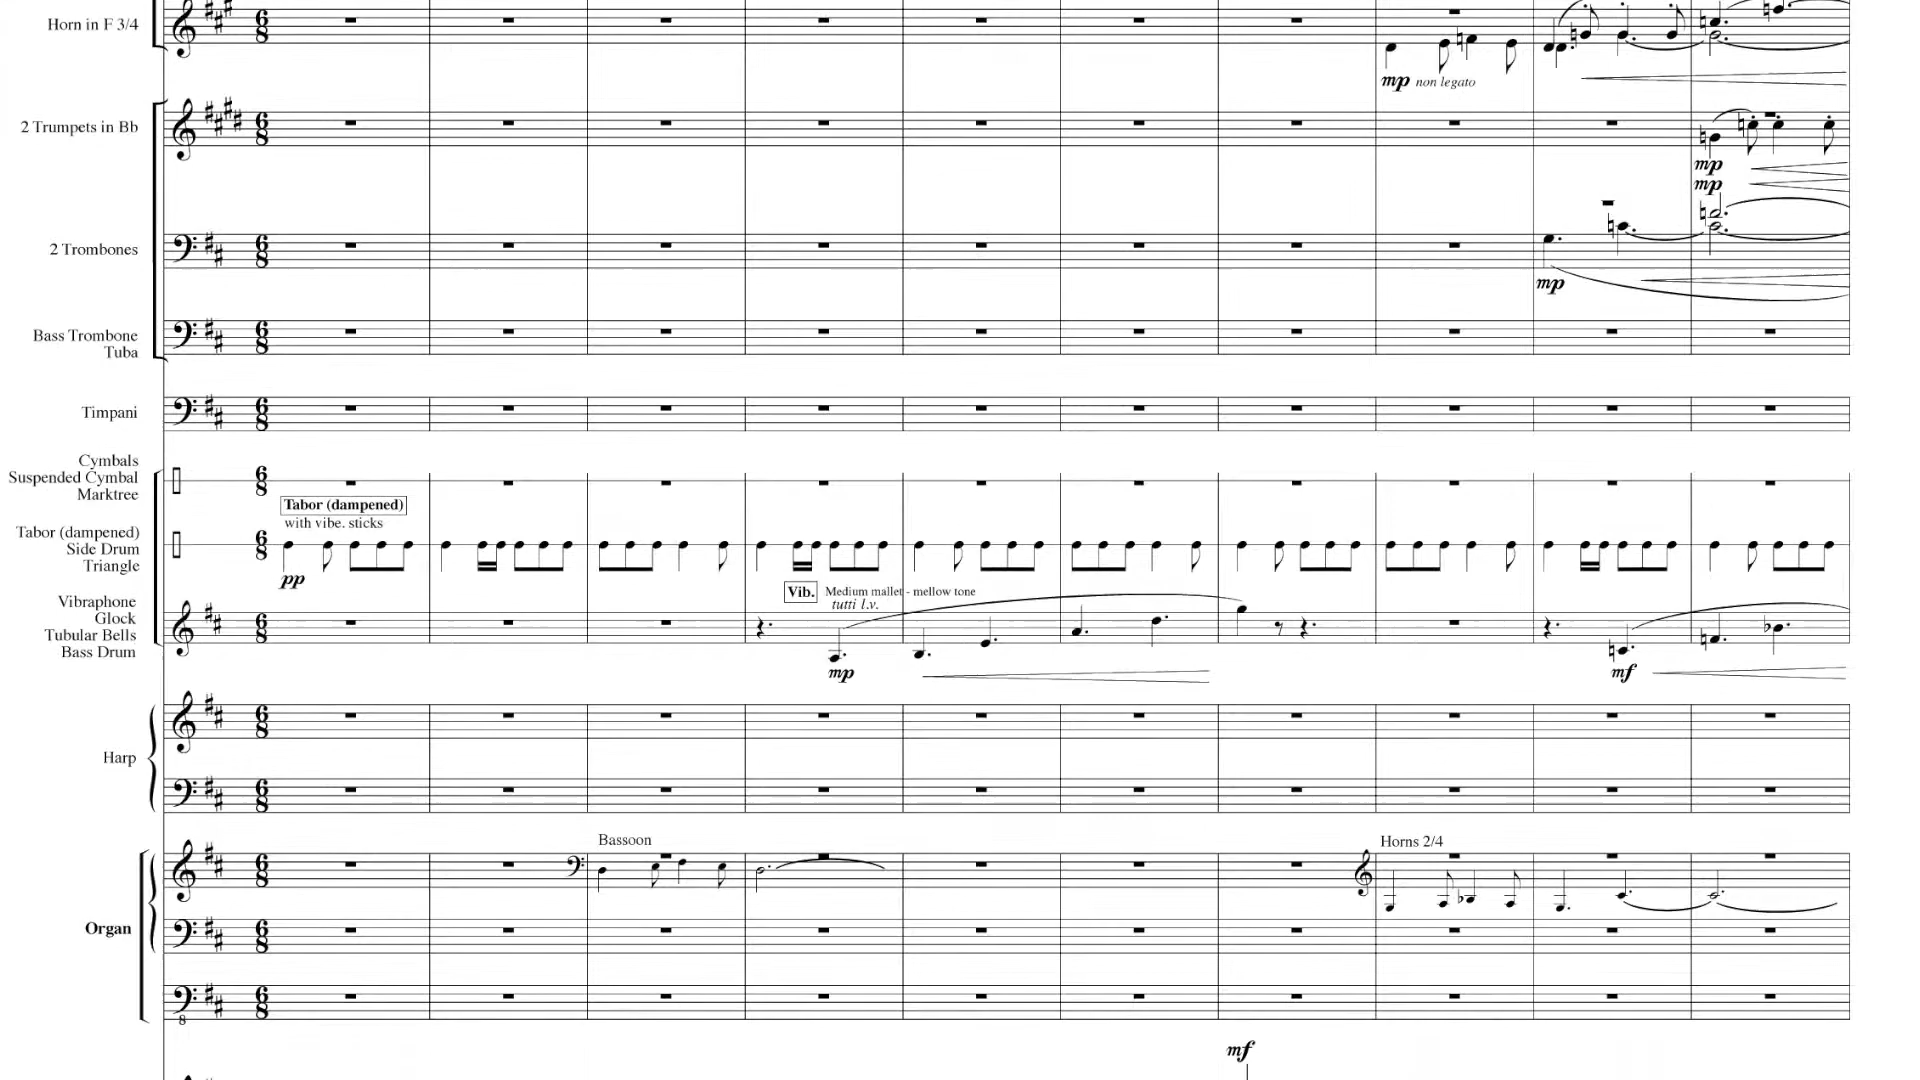 Horn in F 3/4
mp non legato
2 Trumpets in Bb
6
8
mp
mp
2 Trombones
6
8
mp
Bass Trombone
Tuba
6
8
Timpani
6
8
Cymbals
Suspended Cymbal
Marktree
6
8
Tabor (dampened)
with vibe. sticks
Tabor (dampened)
Side Drum
Triangle
6
8
pp
Vib. Medium mallet - mellow tone
tutti l.v.
Vibraphone
Glock
Tubular Bells
Bass Drum
6
8
mp
mf
Harp
6
8
6
8
Bassoon
Horns 2/4
6
8
Organ
6
8
6
8
8
mf